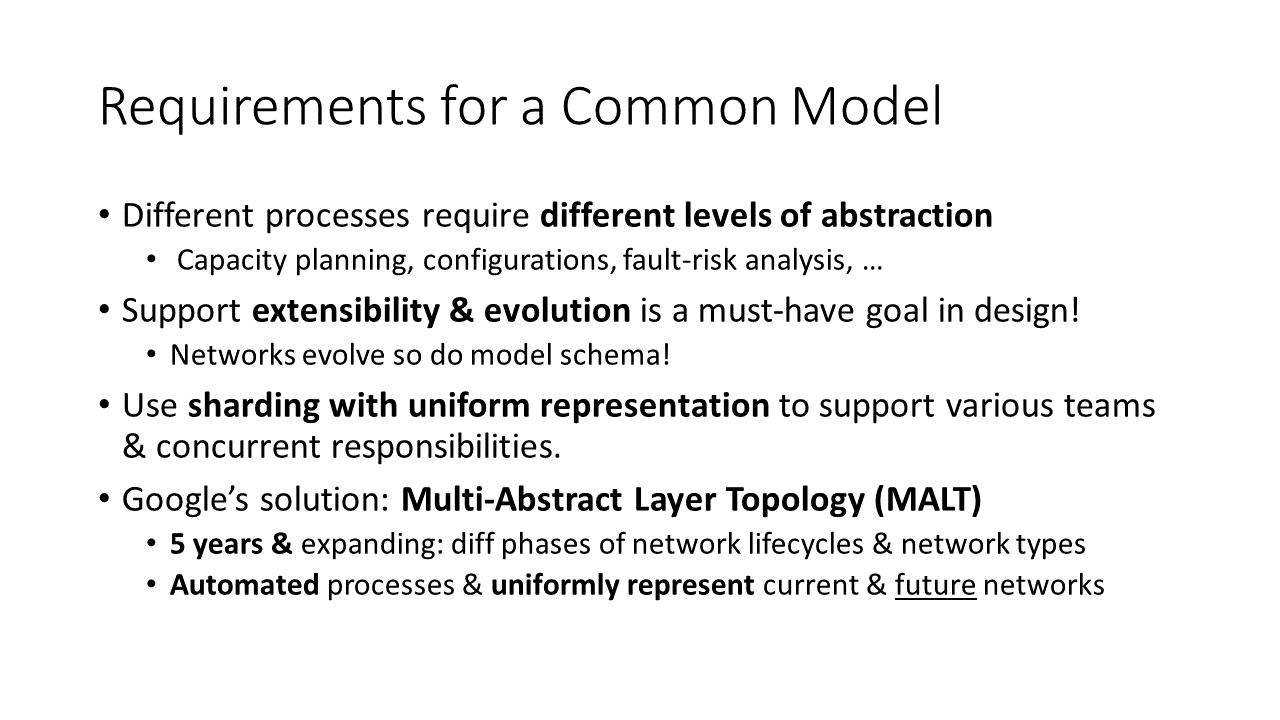 Requirements for a Common Model
• Different processes require different levels of abstraction
• Capacity planning, configurations, fault-risk analysis, …
• Support extensibility & evolution is a must-have goal in design!
• Networks evolve so do model schema!
• Use sharding with uniform representation to support various teams
& concurrent responsibilities.
• Google’s solution: Multi-Abstract Layer Topology (MALT)
• 5 years & expanding: diff phases of network lifecycles & network types
• Automated processes & uniformly represent current & future networks